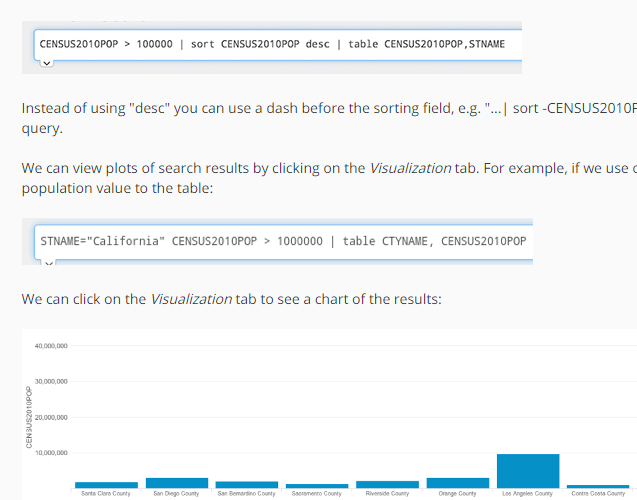 CENSUS2010POP > 100000 | sort CENSUS2010POP desc | table CENSUS2010POP,STNAME
Instead of using "desc" you can use a dash before the sorting field, e.g. "...| sort -CENSUS2010P
query.
We can view plots of search results by clicking on the Visualization tab. For example, if we use
population value to the table:
STNAME="California" CENSUS2010POP > 1000000 | table CTYNAME, CENSUS2010POP
We can click on the Visualization tab to see a chart of the results:
40,000,000
30,000,000
20,000,000
10,000,000
CENSUS2010POP
Santa Clara County San Diego County San Bernardino County Sacramento County Riverside County Orange County Los Angeles County Contra Costa County